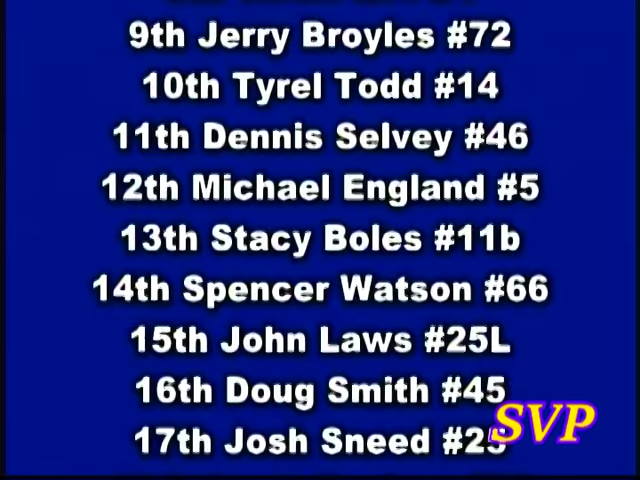 9th Jerry Broyles #72
10th Tyrel Todd #14
11th Dennis Selvey #46
12th Michael England #5
13th Stacy Boles #11b
14th Spencer Watson #66
15th John Laws #25L
16th Doug Smith #45
17th Josh Sneed #25
SVP